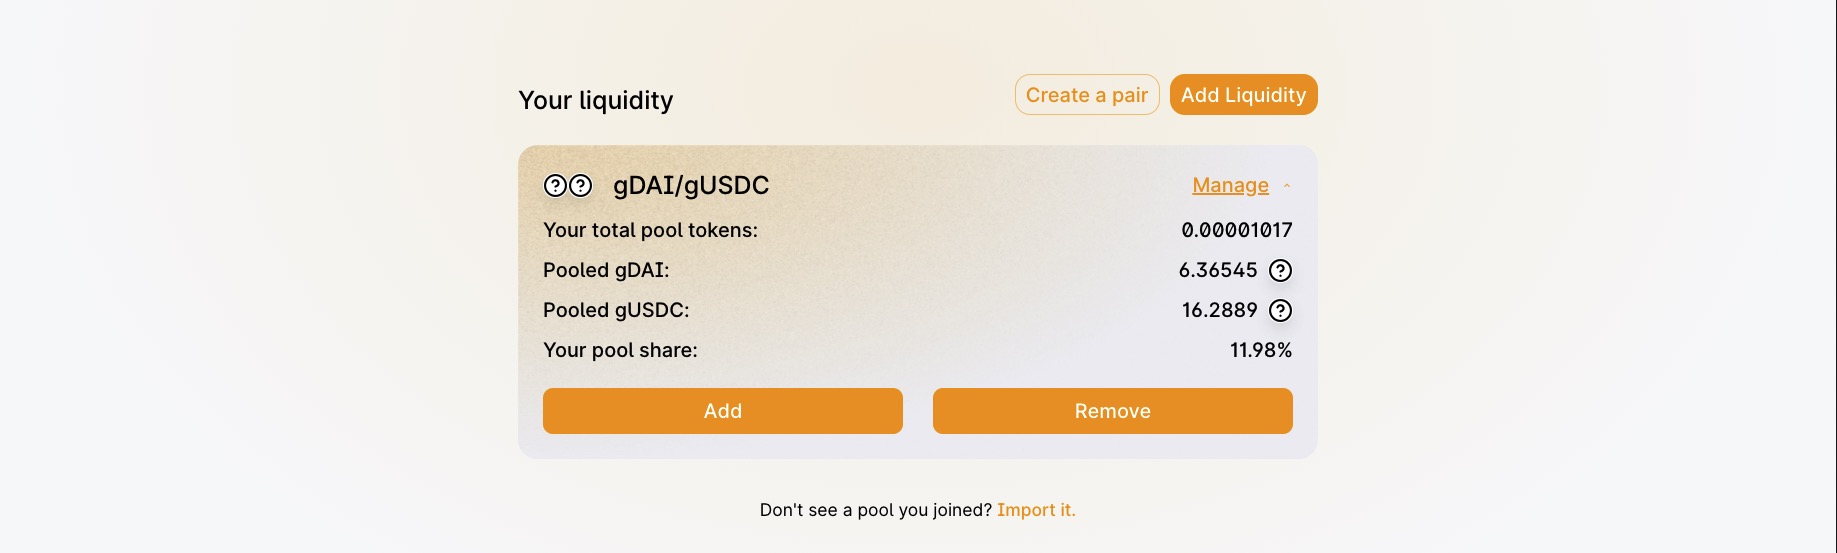 Your liquidity
Create a pair
Add Liquidity
gDAI/gUSDC
Manage
Your total pool tokens: 0.00001017
Pooled gDAI: 6.36545
Pooled gUSDC: 16.2889
Your pool share: 11.98%
Add
Remove
Don't see a pool you joined? Import it.